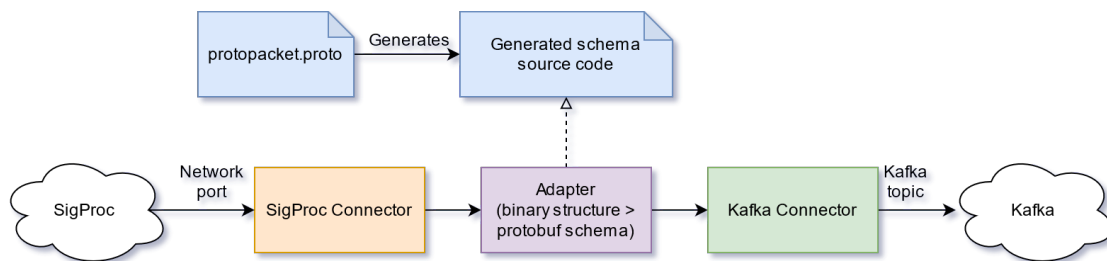 protopacket.proto
Generates
Generated schema
source code
SigProc
Network
port
SigProc Connector
Adapter
(binary structure >
protobuf schema)
Kafka Connector
Kafka
topic
Kafka